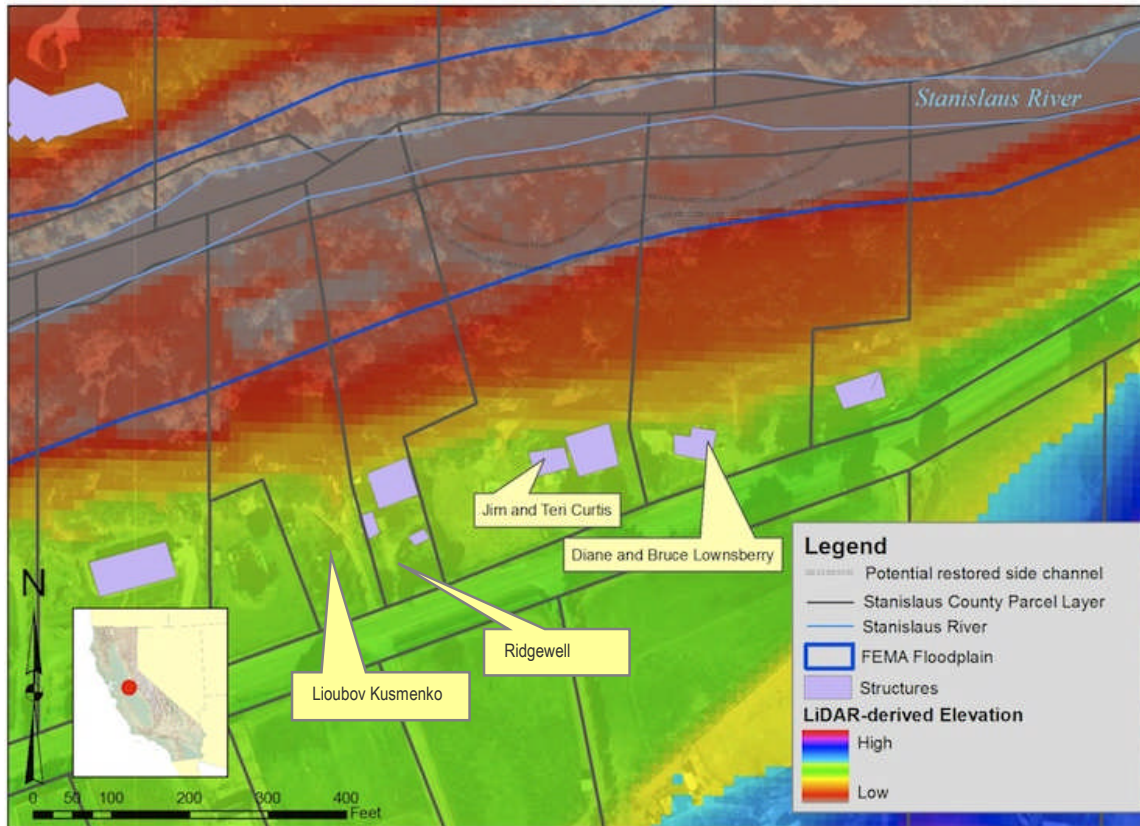 Stanislaus River
Jim and Teri Curtis
Diane and Bruce Lownsberry
Ridgewell
Lioubov Kusmenko
N
0 50 100 200 300 400
Feet
Legend
Potential restored side channel
Stanislaus County Parcel Layer
Stanislaus River
FEMA Floodplain
Structures
LiDAR-derived Elevation
High
Low